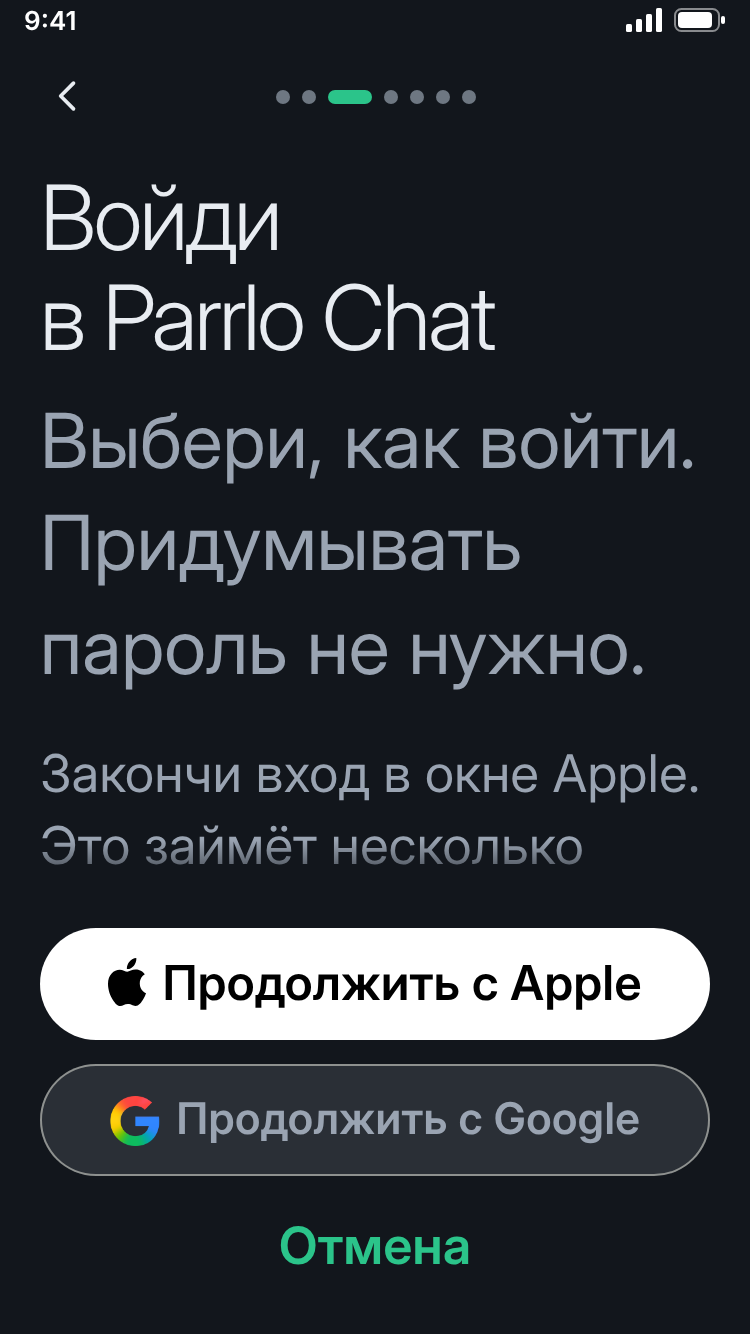 9:41
Войди
в Parrlo Chat
Выбери, как войти.
Придумывать
пароль не нужно.
Закончи вход в окне Apple.
Это займёт несколько
Продолжить с Apple
Продолжить с Google
Отмена